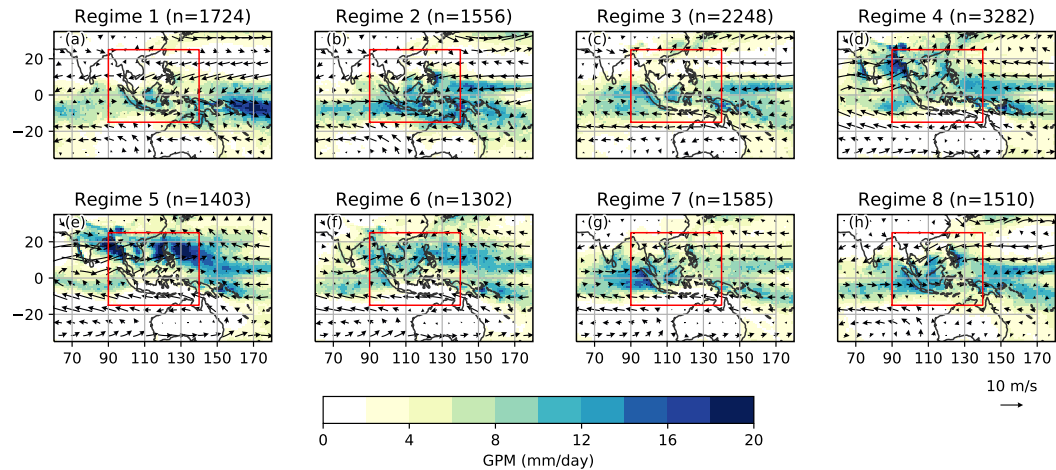 Regime 1 (n=1724)
Regime 2 (n=1556)
Regime 3 (n=2248)
Regime 4 (n=3282)
(a)
(b)
(c)
(d)
20
0
−20
Regime 5 (n=1403)
Regime 6 (n=1302)
Regime 7 (n=1585)
Regime 8 (n=1510)
(e)
(f)
(g)
(h)
20
0
−20
70 90 110 130 150 170
70 90 110 130 150 170
70 90 110 130 150 170
70 90 110 130 150 170
10 m/s
0 4 8 12 16 20
GPM (mm/day)